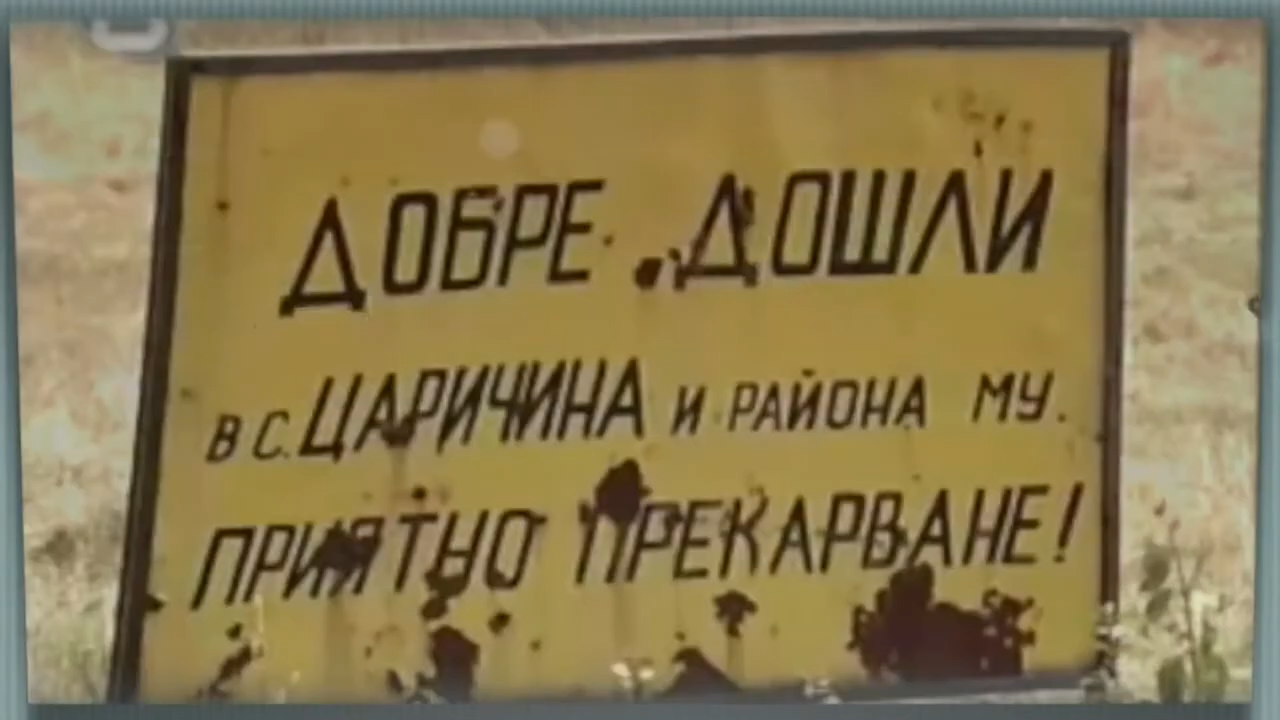 ДОБРЕ ДОШЛИ
В С. ЦАРИЧИНА И РАЙОНА МУ.
ПРИЯТНО ПРЕКАРВАНЕ!